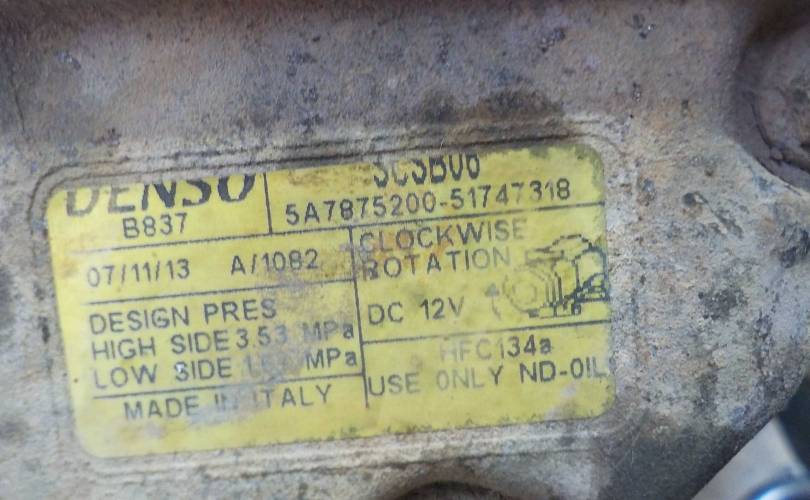 DENSO
B837
SCSB06
5A7875200-51747318
07/11/13 A/1082
CLOCKWISE
ROTATION
DC 12V
DESIGN PRES
HIGH SIDE 3.53 MPa
LOW SIDE MPa
HFC134a
USE ONLY ND-OIL
MADE IN ITALY